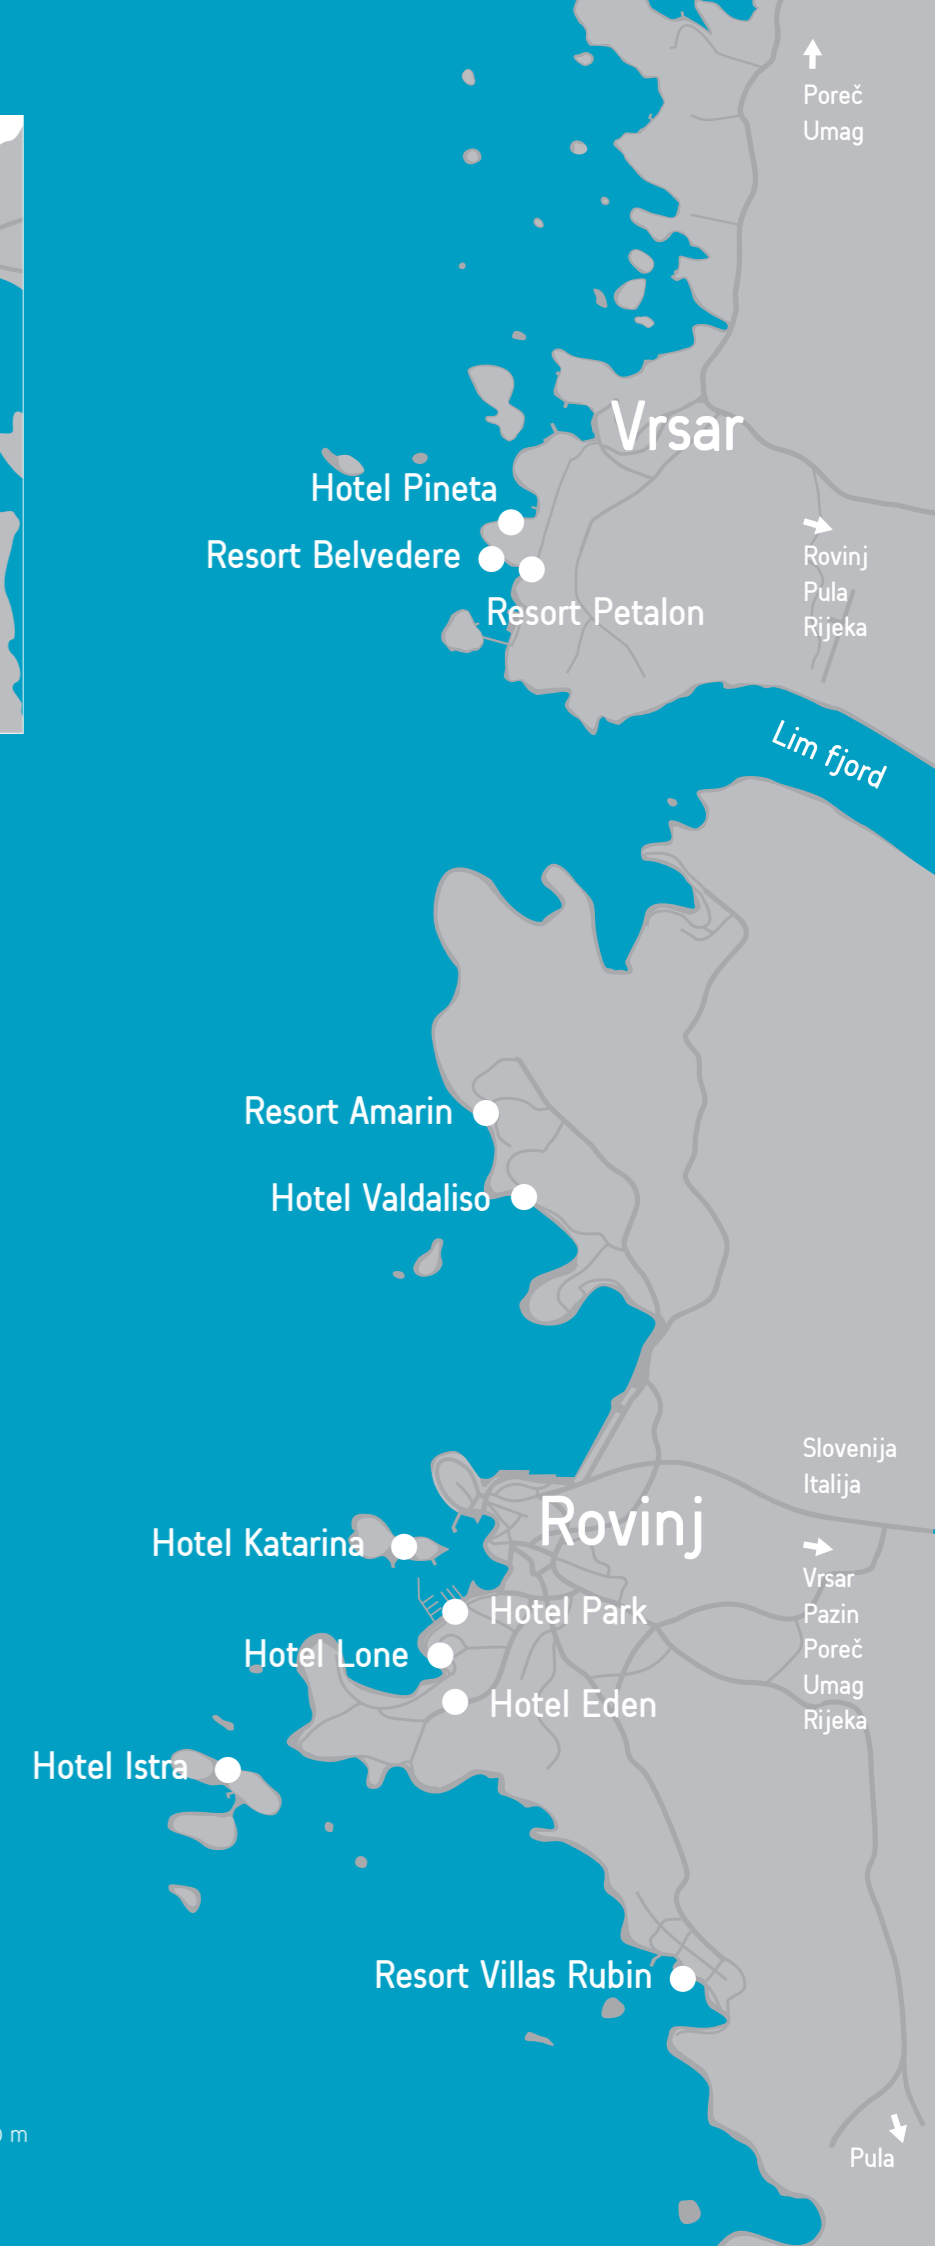 Poreč
Umag
Vrsar
Hotel Pineta
Resort Belvedere
Resort Petalon
Rovinj
Pula
Rijeka
Lim fjord
Resort Amarin
Hotel Valdaliso
Slovenija
Italija
Rovinj
Hotel Katarina
Vrsar
Pazin
Poreč
Umag
Rijeka
Hotel Park
Hotel Lone
Hotel Eden
Hotel Istra
Resort Villas Rubin
m
Pula